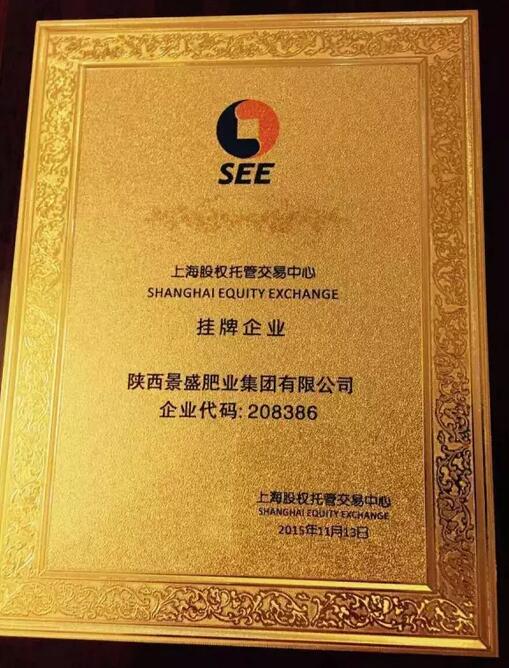 SEE
上海股权托管交易中心
SHANGHAI EQUITY EXCHANGE
挂牌企业
陕西景盛肥业集团有限公司
企业代码: 208386
上海股权托管交易中心
SHANGHAI EQUITY EXCHANGE
2015年11月13日